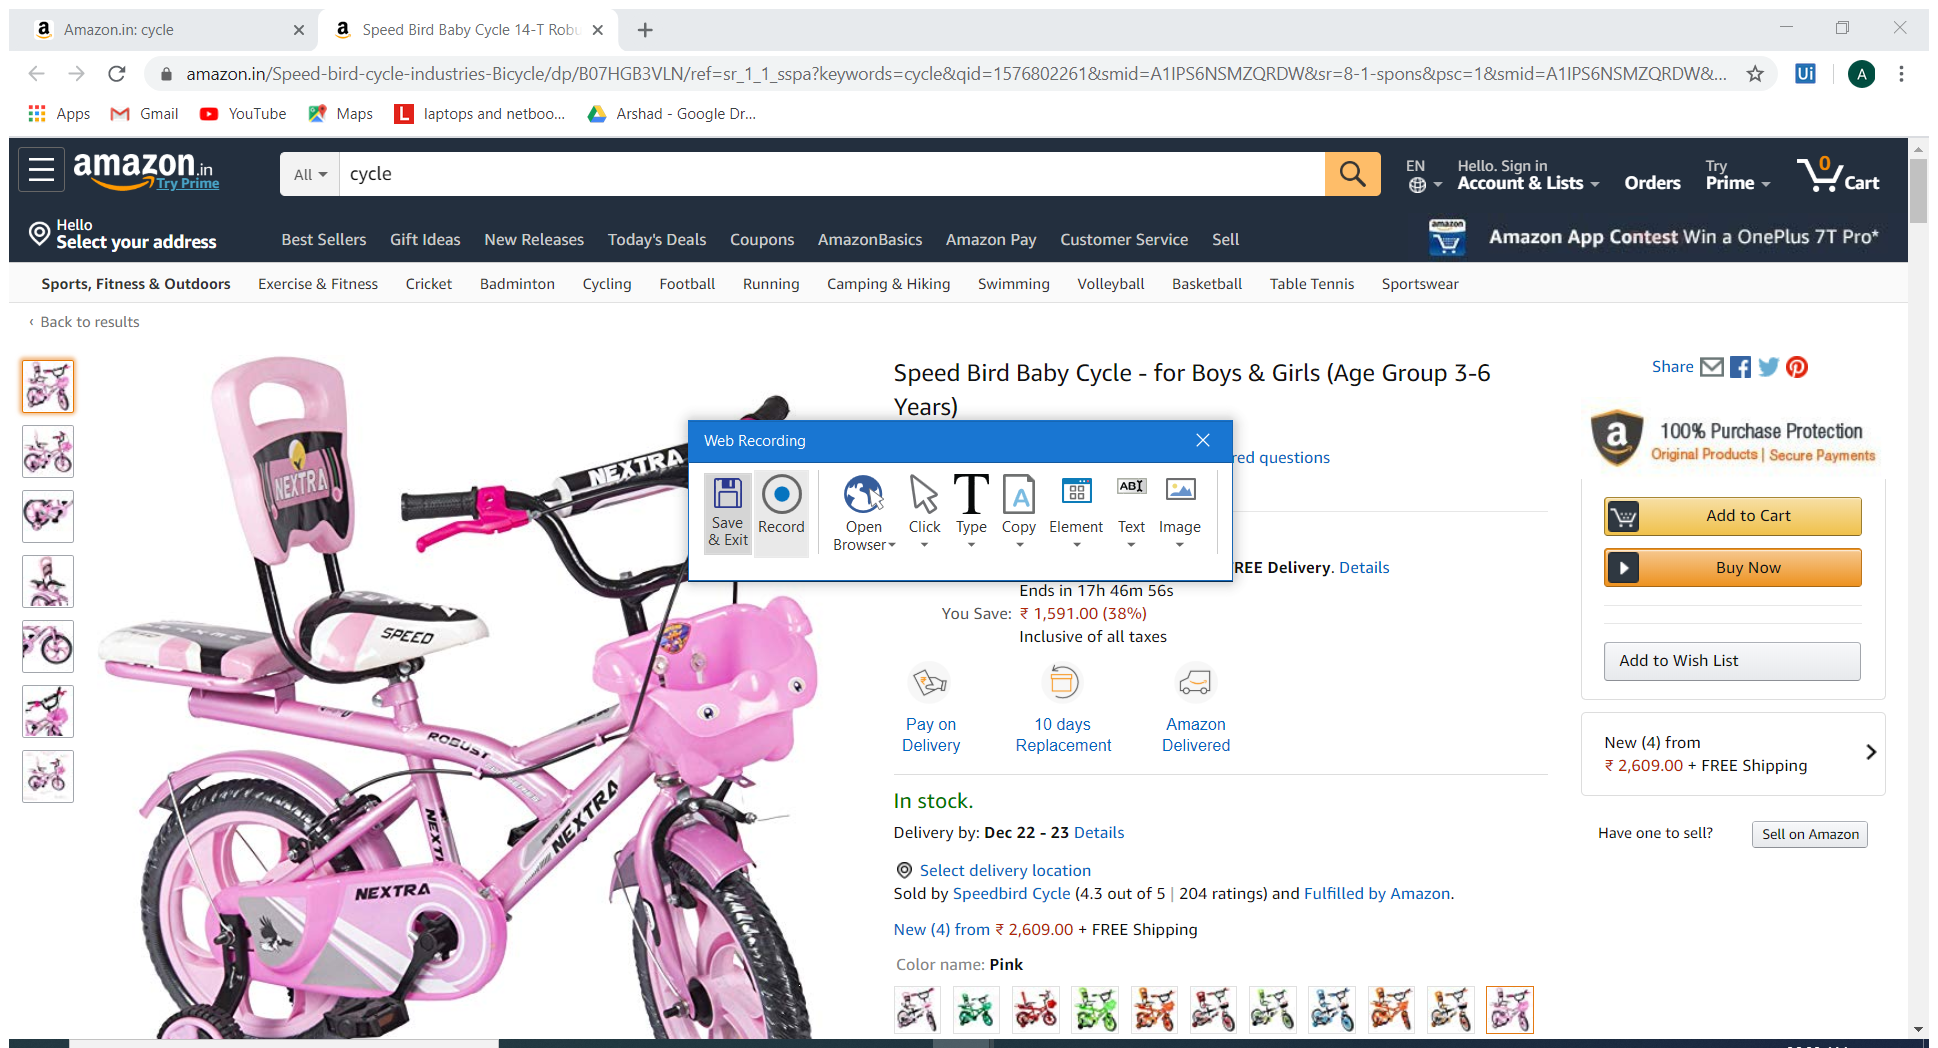 Amazon.in: cycle
Speed Bird Baby Cycle 14-T Robu
amazon.in/Speed-bird-cycle-industries-Bicycle/dp/B07HGB3VLN/ref=sr_1_1_sspa?keywords=cycle&qid=1576802261&smid=A1IPS6NSMZQRDW&sr=8-1-spons&psc=1&smid=A1IPS6NSMZQRDW&...
Ui
A
Apps
Gmail
YouTube
Maps
L
laptops and netboo...
Arshad - Google Dr...
amazon.in
Try Prime
All
cycle
EN
Hello. Sign in
Account & Lists
Orders
Try
Prime
0
Cart
Hello
Select your address
Best Sellers
Gift Ideas
New Releases
Today's Deals
Coupons
AmazonBasics
Amazon Pay
Customer Service
Sell
amazon
Amazon App Contest Win a OnePlus 7T Pro*
Sports, Fitness & Outdoors
Exercise & Fitness
Cricket
Badminton
Cycling
Football
Running
Camping & Hiking
Swimming
Volleyball
Basketball
Table Tennis
Sportswear
‹ Back to results
Speed Bird Baby Cycle - for Boys & Girls (Age Group 3-6
Years)
Share
100% Purchase Protection
Original Products | Secure Payments
Web Recording
red questions
Save
& Exit
Record
Open
Browser
Click
Type
Copy
Element
ABI
Text
Image
NEXTRA
NEXTRA
SPEED
ROBUST
NEXTRA
NEXT
NEXTRA
REE Delivery. Details
Ends in 17h 46m 56s
You Save: ₹ 1,591.00 (38%)
Inclusive of all taxes
Pay on
Delivery
10 days
Replacement
Amazon
Delivered
Add to Cart
Buy Now
Add to Wish List
New (4) from
₹ 2,609.00 + FREE Shipping
Have one to sell?
Sell on Amazon
In stock.
Delivery by: Dec 22 - 23 Details
Select delivery location
Sold by Speedbird Cycle (4.3 out of 5 | 204 ratings) and Fulfilled by Amazon.
New (4) from ₹ 2,609.00 + FREE Shipping
Color name: Pink